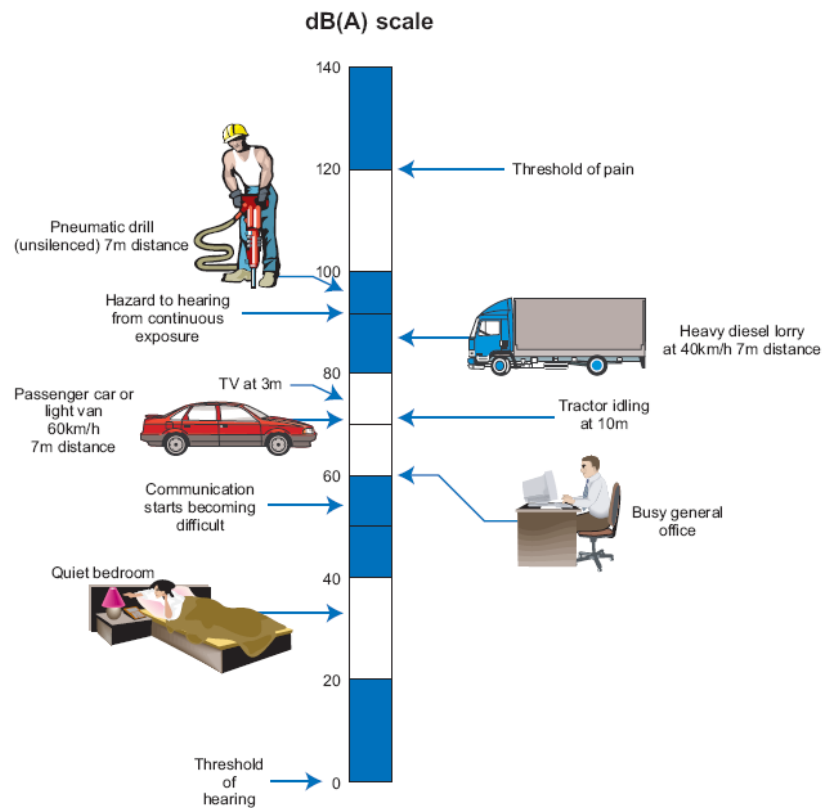 dB(A) scale
140
120
Threshold of pain
Pneumatic drill
(unsilenced) 7m distance
100
Hazard to hearing
from continuous
exposure
Heavy diesel lorry
at 40km/h 7m distance
80
TV at 3m
Passenger car or
light van
60km/h
7m distance
Tractor idling
at 10m
60
Communication
starts becoming
difficult
Busy general
office
Quiet bedroom
40
20
Threshold
of
hearing
0